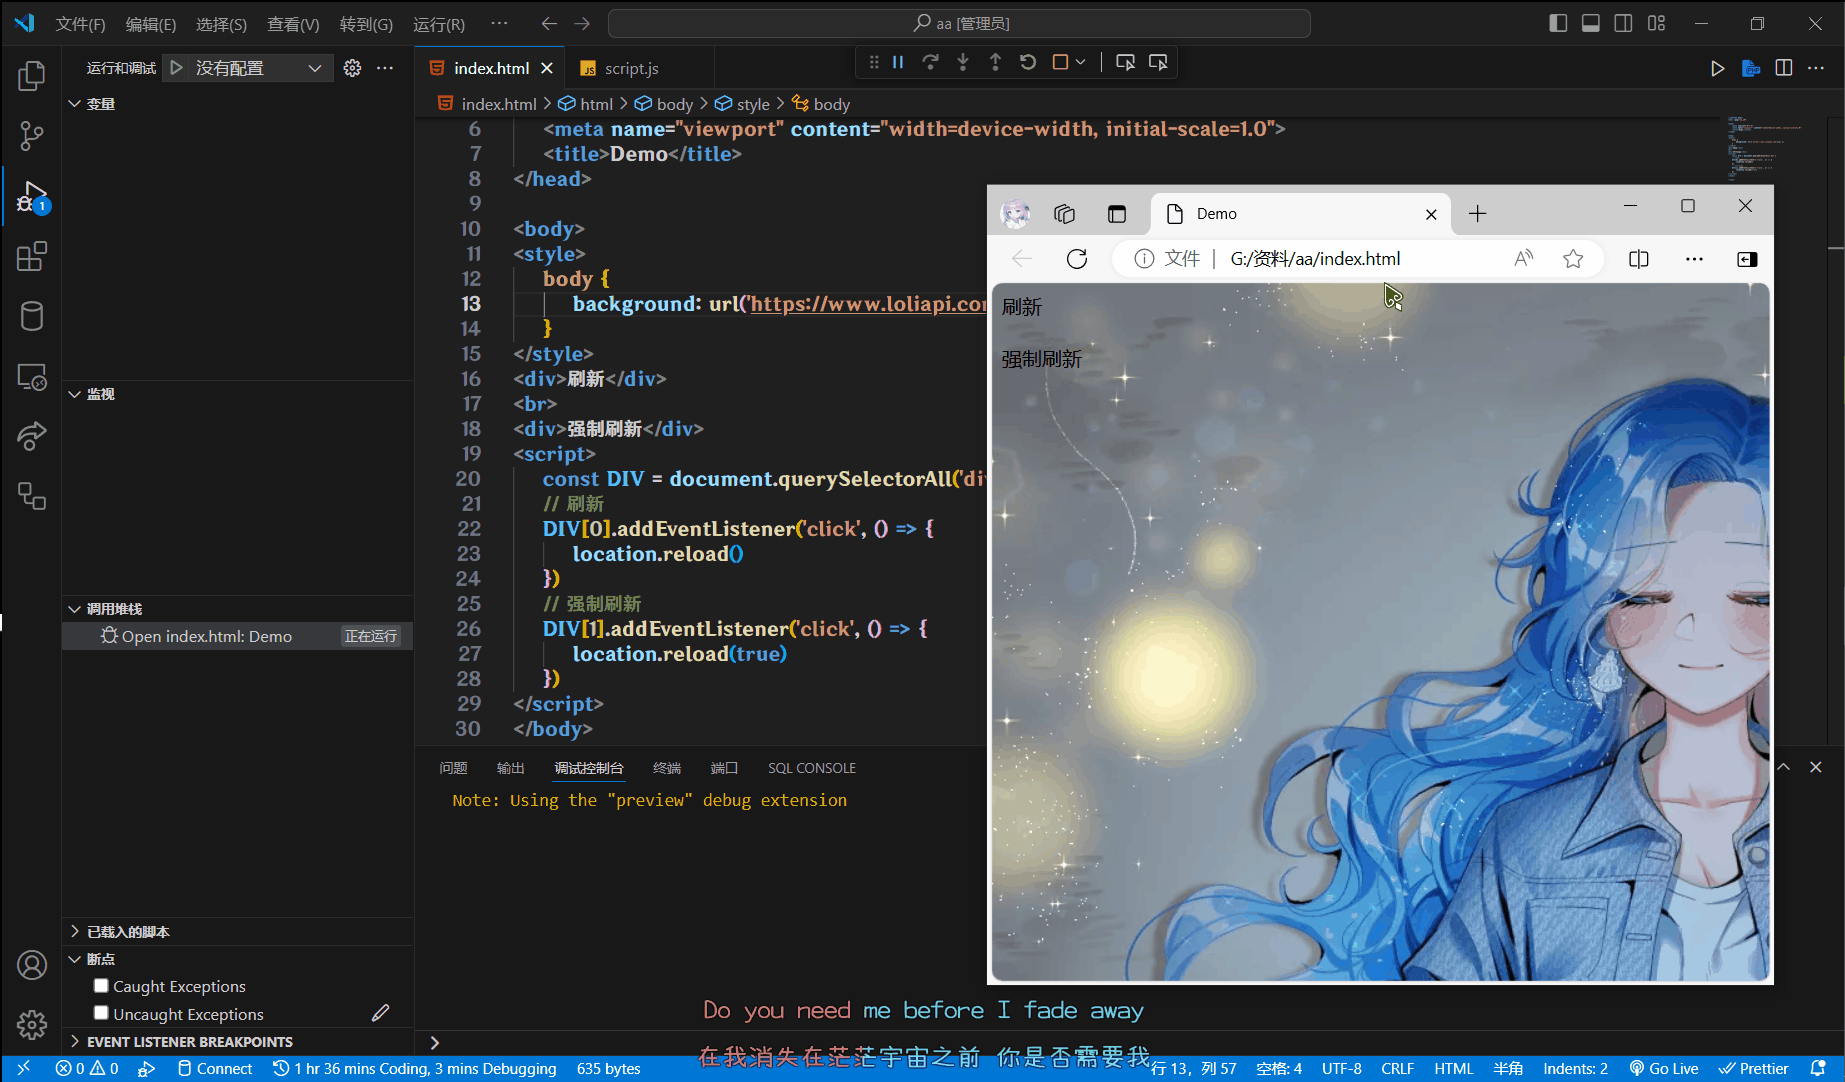 文件(F) 编辑(E) 选择(S) 查看(V) 转到(G) 运行(R) ··· aa [管理员]
运行和调试 没有配置
index.html script.js
变量
index.html > html > body > style > body
6 <meta name="viewport" content="width=device-width, initial-scale=1.0">
7 <title>Demo</title>
8 </head>
9
10 <body>
11 <style>
12 body {
13 background: url('https://www.loliapi.co
14 }
15 </style>
16 <div>刷新</div>
17 <br>
18 <div>强制刷新</div>
19 <script>
20 const DIV = document.querySelectorAll('di
21 // 刷新
22 DIV[0].addEventListener('click', () => {
23 location.reload()
24 })
25 // 强制刷新
26 DIV[1].addEventListener('click', () => {
27 location.reload(true)
28 })
29 </script>
30 </body>
监视
调用堆栈
Open index.html: Demo 正在运行
已载入的脚本
断点
Caught Exceptions
Uncaught Exceptions
EVENT LISTENER BREAKPOINTS
1
Demo
文件 | G:/资料/aa/index.html
刷新
强制刷新
问题 输出 调试控制台 终端 端口 SQL CONSOLE
Note: Using the "preview" debug extension
Do you need me before I fade away
在我消失在茫茫宇宙之前 你是否需要我
0 0 Connect 1 hr 36 mins Coding, 3 mins Debugging 635 bytes 行 13，列 57 空格: 4 UTF-8 CRLF HTML 半角 Indents: 2 Go Live Prettier